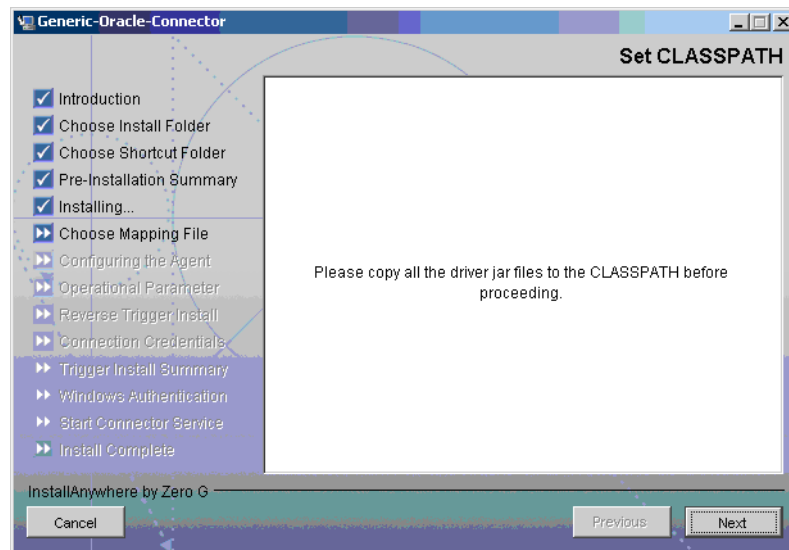 Generic-Oracle-Connector
Set CLASSPATH
Introduction
Choose Install Folder
Choose Shortcut Folder
Pre-Installation Summary
Installing...
Choose Mapping File
Configuring the Agent
Operational Parameter
Reverse Trigger Install
Connection Credentials
Trigger Install Summary
Windows Authentication
Start Connector Service
Install Complete
Please copy all the driver jar files to the CLASSPATH before
proceeding.
InstallAnywhere by Zero G
Cancel
Previous
Next